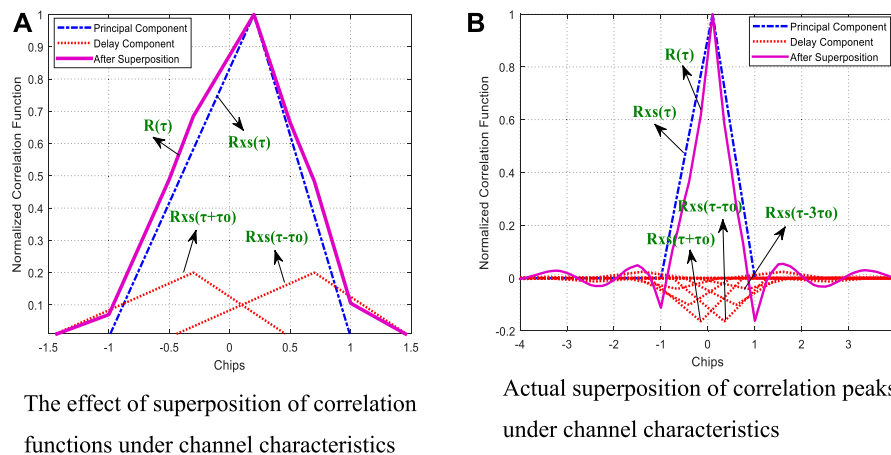 A
Normalized Correlation Function
1
0.9
0.8
0.7
0.6
0.5
0.4
0.3
0.2
0.1
Principal Component
Delay Component
After Superposition
R(τ)
Rxs(τ)
Rxs(τ+το)
Rxs(τ-το)
-1.5
-1
-0.5
0
0.5
1
1.5
Chips
The effect of superposition of correlation
functions under channel characteristics
B
Normalized Correlation Function
1
0.8
0.6
0.4
0.2
0
-0.2
Principal Component
Delay Component
After Superposition
R(τ)
Rxs(τ)
Rxs(τ-το)
Rxs(τ-3το)
Rxs(τ+το)
-4
-3
-2
-1
0
1
2
3
Chips
Actual superposition of correlation peaks
under channel characteristics